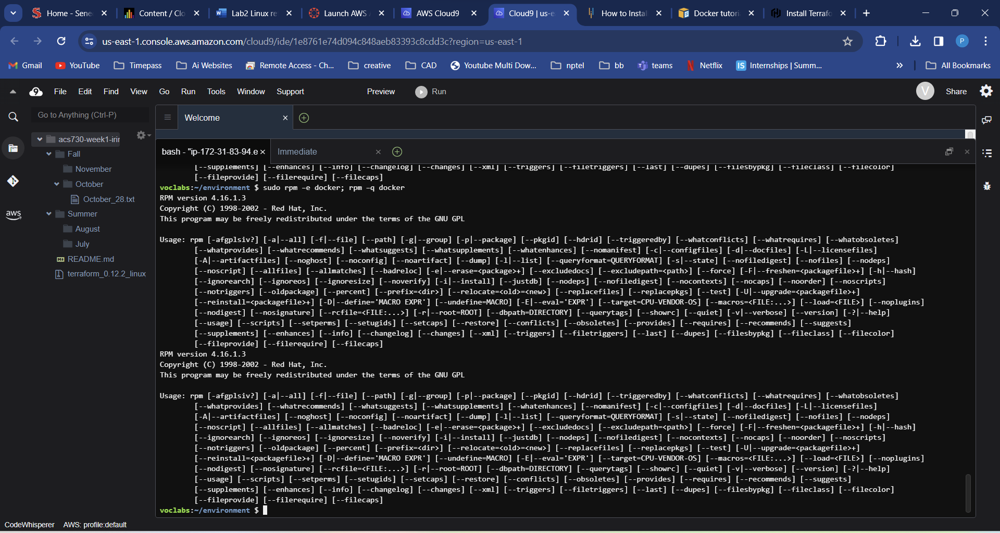 Home - Sene
Content / Clo
Lab2 Linux re
Launch AWS
AWS Cloud9
Cloud9 | us-e
How to Instal
Docker tutori
Install Terrafo
us-east-1.console.aws.amazon.com/cloud9/ide/1e8761e74d094c848aeb83393c8cdd3c?region=us-east-1
P
Gmail
YouTube
Timepass
Ai Websites
Remote Access - Ch...
creative
CAD
Youtube Multi Dow...
nptel
bb
teams
Netflix
IS Internships | Summ...
All Bookmarks
9 File Edit Find View Go Run Tools Window Support Preview Run
V Share
Go to Anything (Ctrl-P)
Welcome
acs730-week1-irir
Fall
November
October
October_28.txt
Summer
August
July
README.md
terraform_0.12.2_linux
aws
bash - "ip-172-31-83-94.e
Immediate
[--supplements] [--enhances] [--info] [--changelog] [--changes] [--xml] [--triggers] [--filetriggers] [--last] [--dupes] [--filesbypkg] [--fileclass] [--filecolor]
[--fileprovide] [--filerequire] [--filecaps]
voclabs:~/environment $ sudo rpm –e docker; rpm –q docker
RPM version 4.16.1.3
Copyright (C) 1998-2002 - Red Hat, Inc.
This program may be freely redistributed under the terms of the GNU GPL
Usage: rpm [-afgplsiv?] [-a|--all] [-f|--file] [--path] [-g|--group] [-p|--package] [--pkgid] [--hdrid] [--triggeredby] [--whatconflicts] [--whatrequires] [--whatobsoletes]
[--whatprovides] [--whatrecommends] [--whatsuggests] [--whatsupplements] [--whatenhances] [--nomanifest] [-c|--configfiles] [-d|--docfiles] [-L|--licensefiles]
[-A|--artifactfiles] [--noghost] [--noconfig] [--noartifact] [--dump] [-l|--list] [--queryformat=QUERYFORMAT] [-s|--state] [--nofiledigest] [--nofiles] [--nodeps]
[--noscript] [--allfiles] [--allmatches] [--badreloc] [-e|--erase=<package>+] [--excludedocs] [--excludepath=<path>] [--force] [-F|--freshen=<packagefile>+] [-h|--hash]
[--ignorearch] [--ignoreos] [--ignoresize] [--noverify] [-i|--install] [--justdb] [--nodeps] [--nofiledigest] [--nocontexts] [--nocaps] [--noorder] [--noscripts]
[--notriggers] [--oldpackage] [--percent] [--prefix=<dir>] [--relocate=<old>=<new>] [--replacefiles] [--replacepkgs] [--test] [-U|--upgrade=<packagefile>+]
[--reinstall=<packagefile>+] [-D|--define='MACRO EXPR'] [--undefine=MACRO] [-E|--eval='EXPR'] [--target=CPU-VENDOR-OS] [--macros=<FILE:...>] [--load=<FILE>] [--noplugins]
[--nodigest] [--nosignature] [--rcfile=<FILE:...>] [-r|--root=ROOT] [--dbpath=DIRECTORY] [--querytags] [--showrc] [--quiet] [-v|--verbose] [--version] [-?|--help]
[--usage] [--scripts] [--setperms] [--setugids] [--setcaps] [--restore] [--conflicts] [--obsoletes] [--provides] [--requires] [--recommends] [--suggests]
[--supplements] [--enhances] [--info] [--changelog] [--changes] [--xml] [--triggers] [--filetriggers] [--last] [--dupes] [--filesbypkg] [--fileclass] [--filecolor]
[--fileprovide] [--filerequire] [--filecaps]
RPM version 4.16.1.3
Copyright (C) 1998-2002 - Red Hat, Inc.
This program may be freely redistributed under the terms of the GNU GPL
Usage: rpm [-afgplsiv?] [-a|--all] [-f|--file] [--path] [-g|--group] [-p|--package] [--pkgid] [--hdrid] [--triggeredby] [--whatconflicts] [--whatrequires] [--whatobsoletes]
[--whatprovides] [--whatrecommends] [--whatsuggests] [--whatsupplements] [--whatenhances] [--nomanifest] [-c|--configfiles] [-d|--docfiles] [-L|--licensefiles]
[-A|--artifactfiles] [--noghost] [--noconfig] [--noartifact] [--dump] [-l|--list] [--queryformat=QUERYFORMAT] [-s|--state] [--nofiledigest] [--nofiles] [--nodeps]
[--noscript] [--allfiles] [--allmatches] [--badreloc] [-e|--erase=<package>+] [--excludedocs] [--excludepath=<path>] [--force] [-F|--freshen=<packagefile>+] [-h|--hash]
[--ignorearch] [--ignoreos] [--ignoresize] [--noverify] [-i|--install] [--justdb] [--nodeps] [--nofiledigest] [--nocontexts] [--nocaps] [--noorder] [--noscripts]
[--notriggers] [--oldpackage] [--percent] [--prefix=<dir>] [--relocate=<old>=<new>] [--replacefiles] [--replacepkgs] [--test] [-U|--upgrade=<packagefile>+]
[--reinstall=<packagefile>+] [-D|--define='MACRO EXPR'] [--undefine=MACRO] [-E|--eval='EXPR'] [--target=CPU-VENDOR-OS] [--macros=<FILE:...>] [--load=<FILE>] [--noplugins]
[--nodigest] [--nosignature] [--rcfile=<FILE:...>] [-r|--root=ROOT] [--dbpath=DIRECTORY] [--querytags] [--showrc] [--quiet] [-v|--verbose] [--version] [-?|--help]
[--usage] [--scripts] [--setperms] [--setugids] [--setcaps] [--restore] [--conflicts] [--obsoletes] [--provides] [--requires] [--recommends] [--suggests]
[--supplements] [--enhances] [--info] [--changelog] [--changes] [--xml] [--triggers] [--filetriggers] [--last] [--dupes] [--filesbypkg] [--fileclass] [--filecolor]
[--fileprovide] [--filerequire] [--filecaps]
voclabs:~/environment $
CodeWhisperer AWS: profile:default